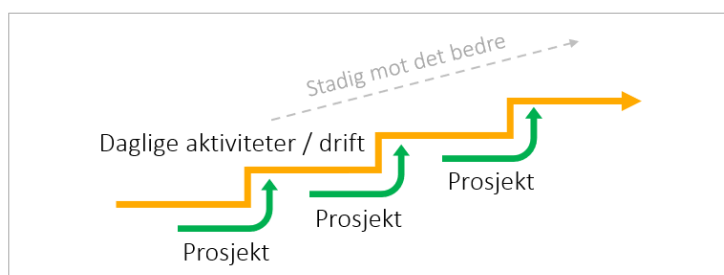 Stadig mot det bedre
Daglige aktiviteter / drift
Prosjekt
Prosjekt
Prosjekt